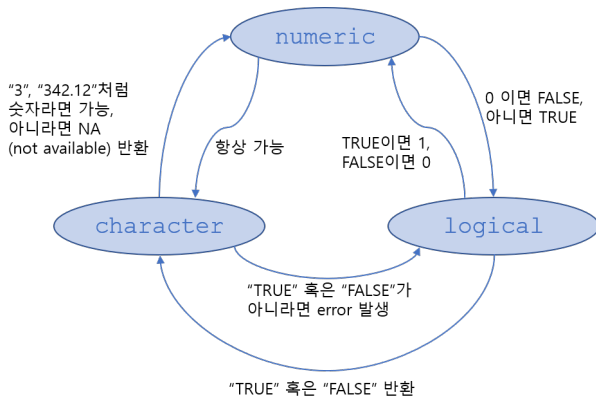 numeric
“3”, “342.12”처럼
숫자라면 가능,
아니라면 NA
(not available) 반환
항상 가능
TRUE이면 1,
FALSE이면 0
0 이면 FALSE,
아니면 TRUE
character
logical
“TRUE” 혹은 “FALSE”가
아니라면 error 발생
“TRUE” 혹은 “FALSE” 반환